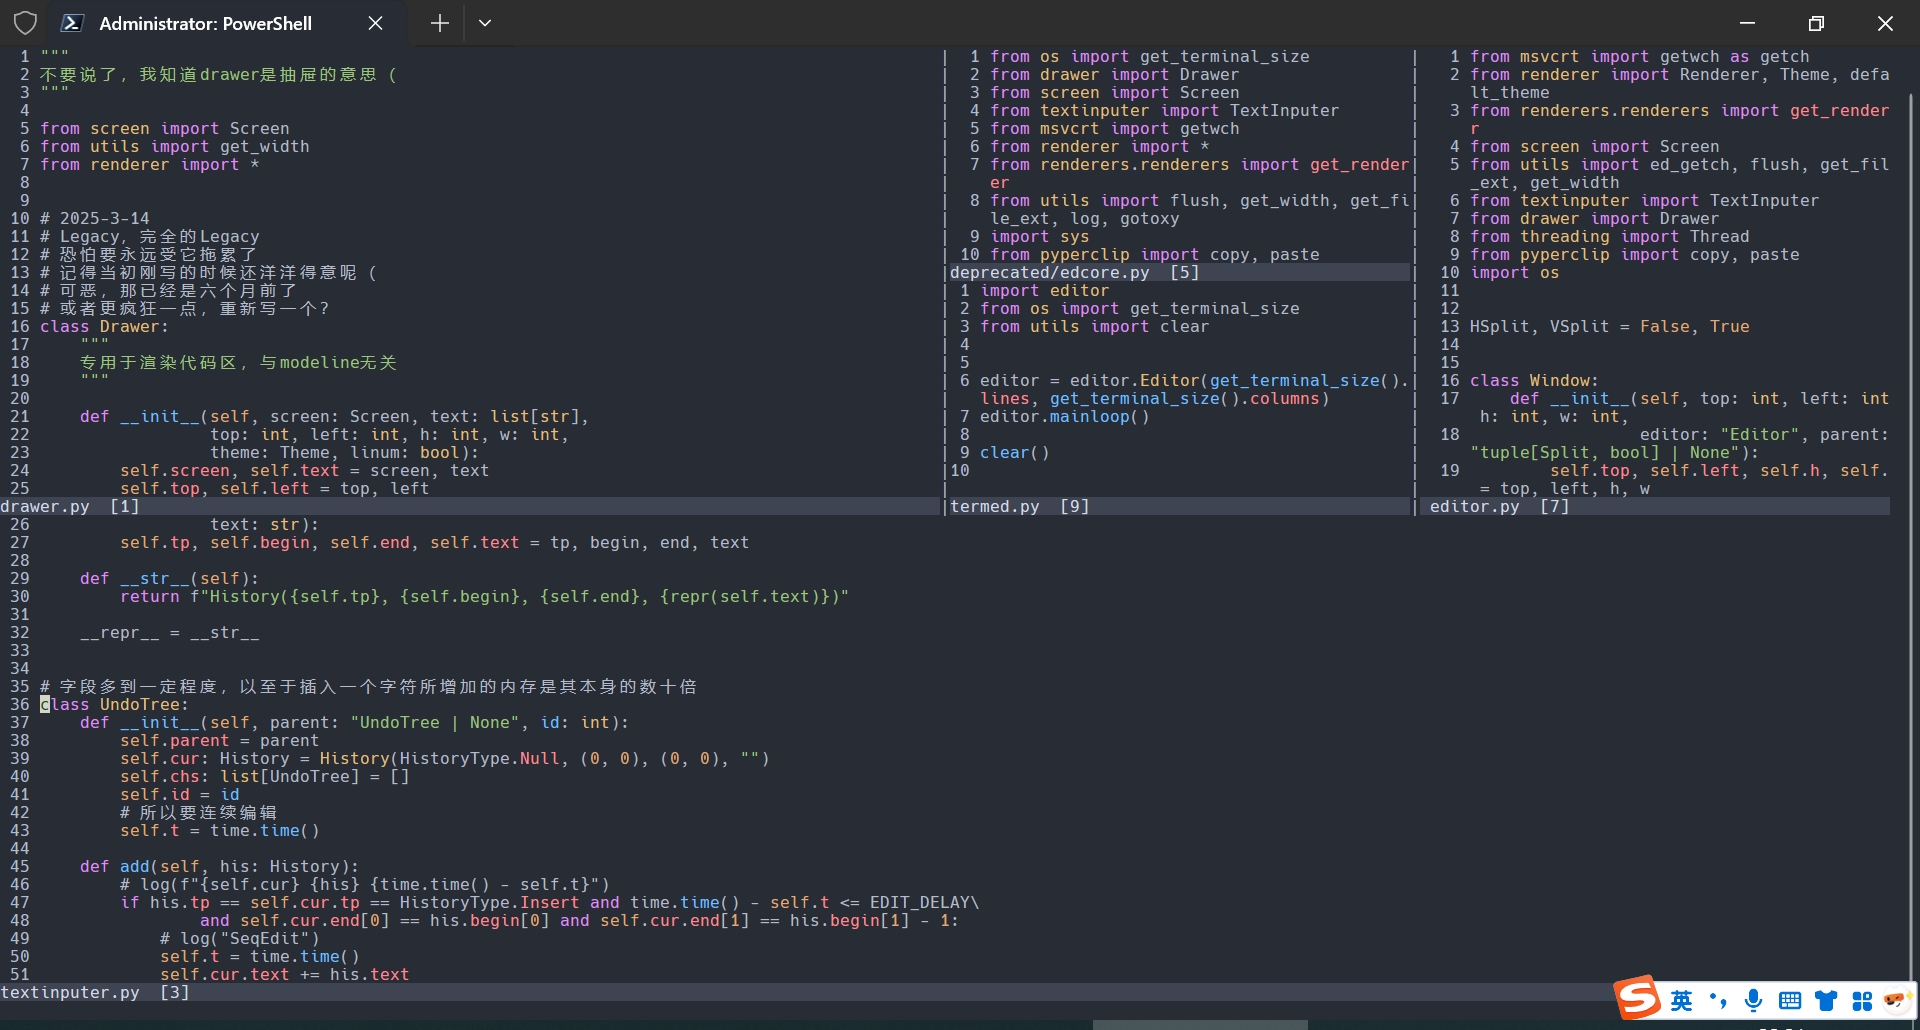 Administrator: PowerShell
1 """
2 不要说了，我知道drawer是抽屉的意思（
3 """
4
5 from screen import Screen
6 from utils import get_width
7 from renderer import *
8
9
10 # 2025-3-14
11 # Legacy，完全的Legacy
12 # 恐怕要永远受它拖累了
13 # 记得当初刚写的时候还洋洋得意呢（
14 # 可恶，那已经是六个月前了
15 # 或者更疯狂一点，重新写一个？
16 class Drawer:
17     """
18     专用于渲染代码区，与modeline无关
19     """
20
21     def __init__(self, screen: Screen, text: list[str],
22                  top: int, left: int, h: int, w: int,
23                  theme: Theme, linum: bool):
24         self.screen, self.text = screen, text
25         self.top, self.left = top, left
drawer.py  [1]
1 from os import get_terminal_size
2 from drawer import Drawer
3 from screen import Screen
4 from textinputer import TextInputer
5 from msvcrt import getwch
6 from renderer import *
7 from renderers.renderers import get_render
er
8 from utils import flush, get_width, get_fi
le_ext, log, gotoxy
9 import sys
10 from pyperclip import copy, paste
deprecated/edcore.py  [5]
1 import editor
2 from os import get_terminal_size
3 from utils import clear
4
5
6 editor = editor.Editor(get_terminal_size().
lines, get_terminal_size().columns)
7 editor.mainloop()
8
9 clear()
10
termed.py  [9]
1 from msvcrt import getwch as getch
2 from renderer import Renderer, Theme, defa
lt_theme
3 from renderers.renderers import get_render
r
4 from screen import Screen
5 from utils import ed_getch, flush, get_fil
_ext, get_width
6 from textinputer import TextInputer
7 from drawer import Drawer
8 from threading import Thread
9 from pyperclip import copy, paste
10 import os
11
12
13 HSplit, VSplit = False, True
14
15
16 class Window:
17     def __init__(self, top: int, left: int
h: int, w: int,
18                  editor: "Editor", parent:
"tuple[Split, bool] | None"):
19         self.top, self.left, self.h, self.
= top, left, h, w
editor.py  [7]
26                  text: str):
27         self.tp, self.begin, self.end, self.text = tp, begin, end, text
28
29     def __str__(self):
30         return f"History({self.tp}, {self.begin}, {self.end}, {repr(self.text)})"
31
32     __repr__ = __str__
33
34
35 # 字段多到一定程度，以至于插入一个字符所增加的内存是其本身的数十倍
36 class UndoTree:
37     def __init__(self, parent: "UndoTree | None", id: int):
38         self.parent = parent
39         self.cur: History = History(HistoryType.Null, (0, 0), (0, 0), "")
40         self.chs: list[UndoTree] = []
41         self.id = id
42         # 所以要连续编辑
43         self.t = time.time()
44
45     def add(self, his: History):
46         # log(f"{self.cur} {his} {time.time() - self.t}")
47         if his.tp == self.cur.tp == HistoryType.Insert and time.time() - self.t <= EDIT_DELAY\
48                 and self.cur.end[0] == his.begin[0] and self.cur.end[1] == his.begin[1] - 1:
49             # log("SeqEdit")
50             self.t = time.time()
51             self.cur.text += his.text
textinputer.py  [3]
英